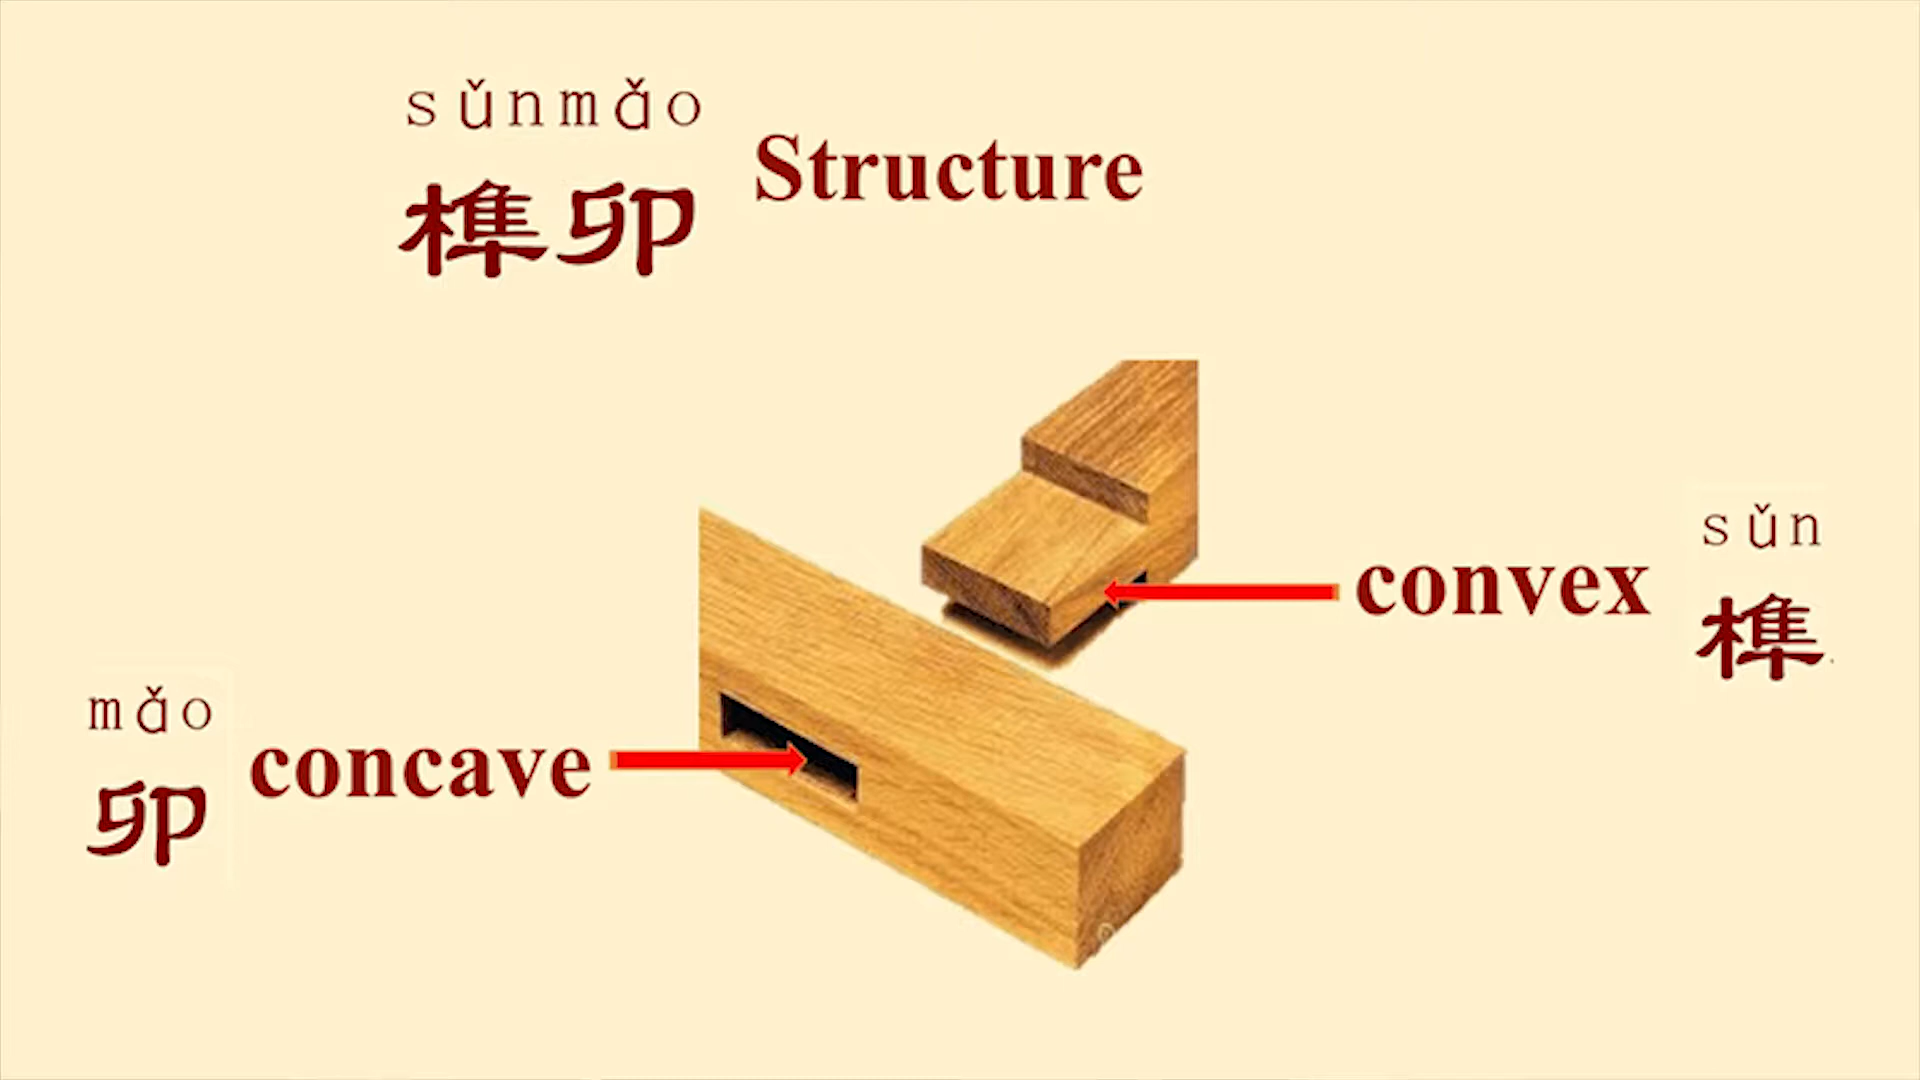 sǔnmǎo
榫卯 Structure
sǔn
convex 榫
mǎo
concave 卯